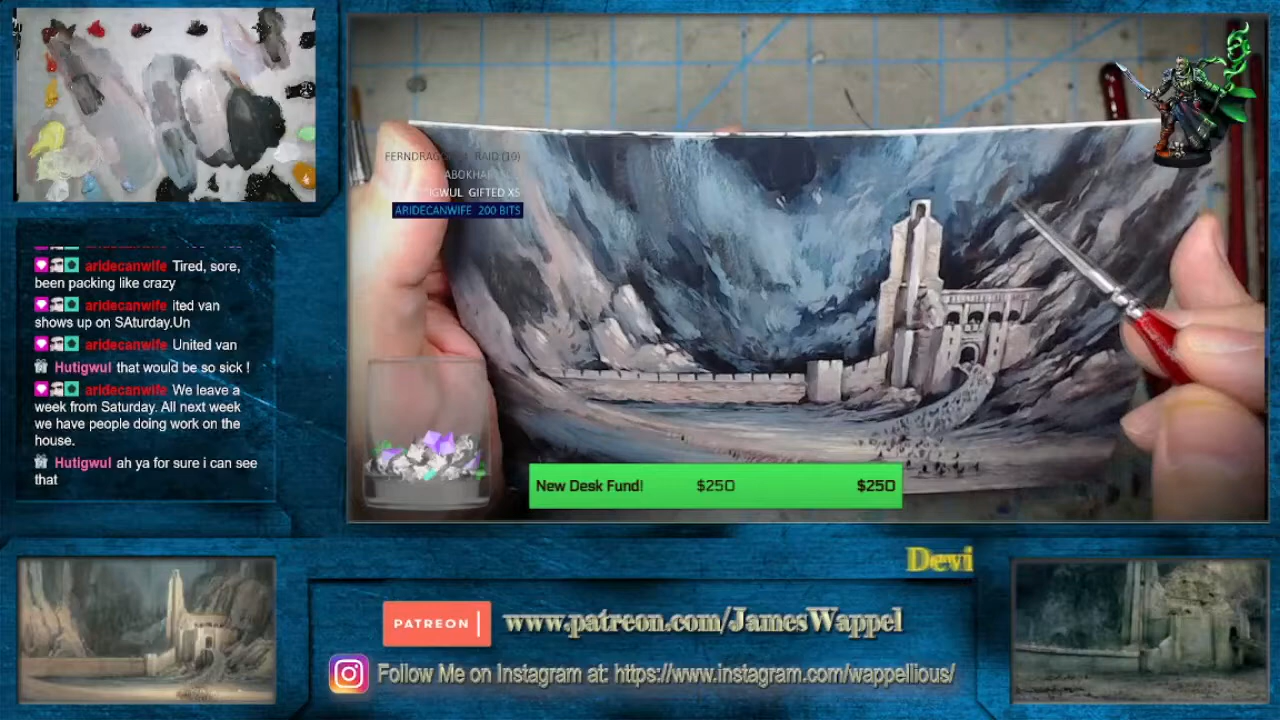 FERNDRAGON RAID (19)
IGWUL GIFTED X5
ARIDECANWIFE 200 BITS
aridecanwife Tired, sore,
been packing like crazy
aridecanwife ited van
shows up on SAturday.Un
aridecanwife United van
Hutigwul that would be so sick !
aridecanwife We leave a
week from Saturday. All next week
we have people doing work on the
house.
Hutigwul ah ya for sure i can see
that
New Desk Fund! $250 $250
Devi
PATREON www.patreon.com/JamesWappel
Follow Me on Instagram at: https://www.instagram.com/wappellious/